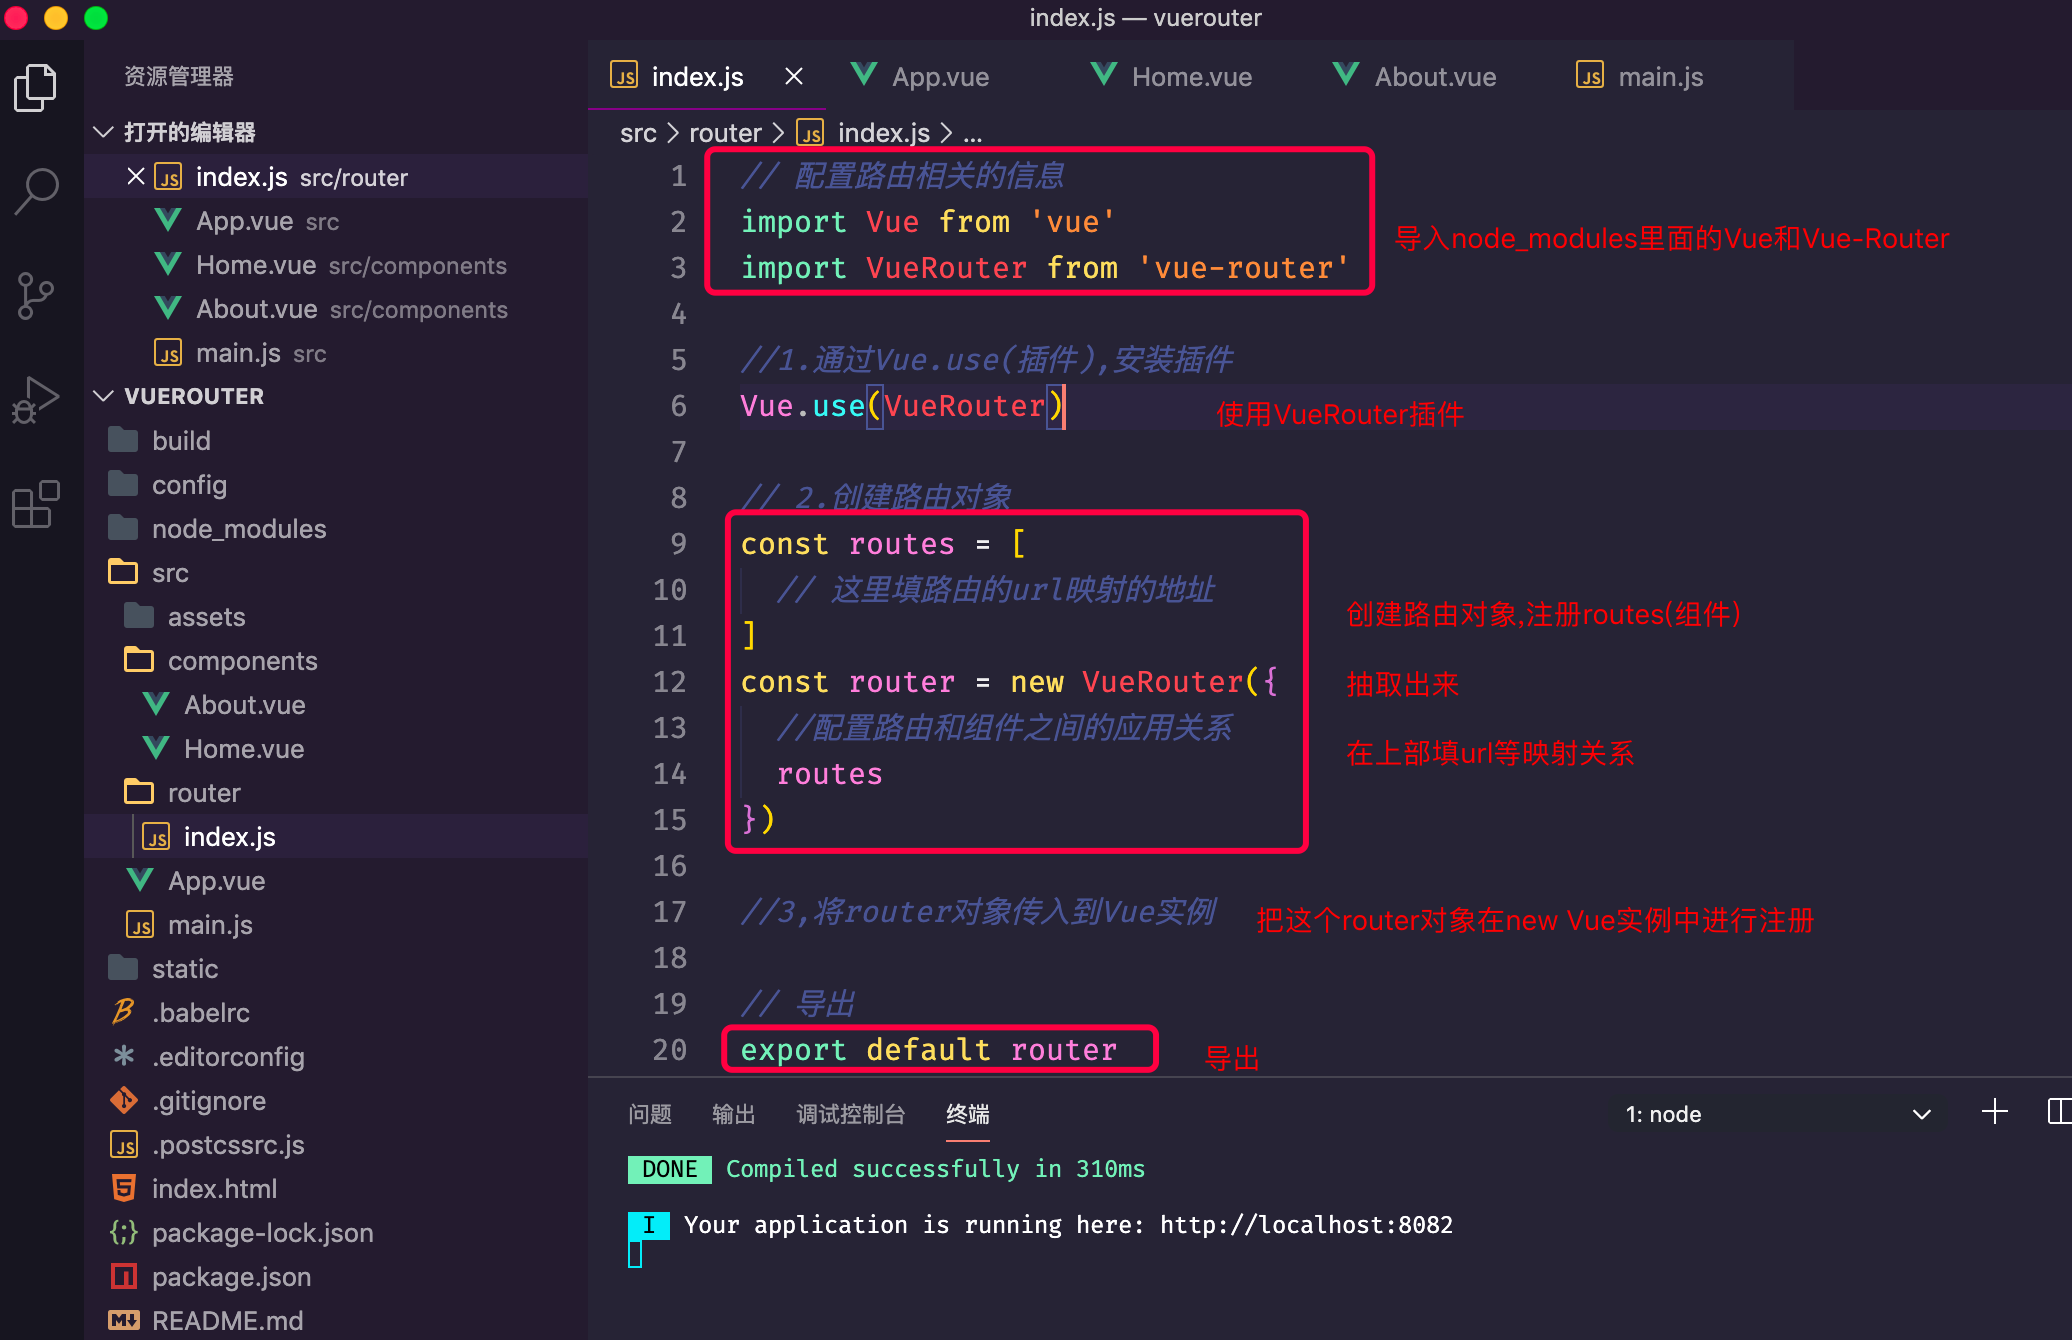 index.js — vuerouter
资源管理器
打开的编辑器
index.js src/router
App.vue src
Home.vue src/components
About.vue src/components
main.js src
VUEROUTER
build
config
node_modules
src
assets
components
About.vue
Home.vue
router
index.js
App.vue
main.js
static
.babelrc
.editorconfig
.gitignore
.postcssrc.js
index.html
package-lock.json
package.json
README.md
index.js App.vue Home.vue About.vue main.js
src > router > index.js > ...
1 // 配置路由相关的信息
2 import Vue from 'vue'
3 import VueRouter from 'vue-router'
导入node_modules里面的Vue和Vue-Router
4
5 //1.通过Vue.use(插件),安装插件
6 Vue.use(VueRouter) 使用VueRouter插件
7
8 // 2.创建路由对象
9 const routes = [
10 // 这里填路由的url映射的地址
创建路由对象,注册routes(组件)
11 ]
12 const router = new VueRouter({ 抽取出来
13 //配置路由和组件之间的应用关系
在上部填url等映射关系
14 routes
15 })
16
17 //3,将router对象传入到Vue实例 把这个router对象在new Vue实例中进行注册
18
19 // 导出
20 export default router 导出
问题 输出 调试控制台 终端 1: node
DONE Compiled successfully in 310ms
I Your application is running here: http://localhost:8082